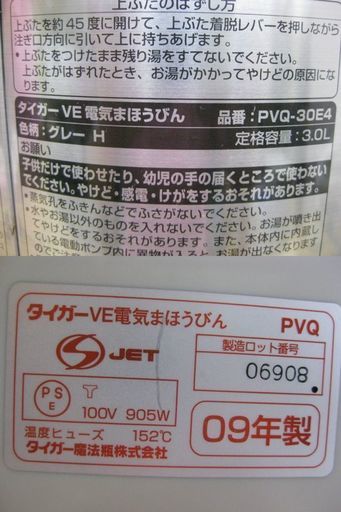 上ぶたのはずし方
上ぶたを約45度に開けて、上ぶた着脱レバーを押しながら
注ぎ口方向に引いて上に持ちあげます。
・上ぶたをつけたまま残り湯をすてないでください。
上ぶたがはずれたとき、お湯がかかってやけどの恐れ
タイガーVE電気まほうびん 品番：PVQ-30E4
色柄：グレー H 定格容量：3.0L
お願い
子供だけで使わせたり、幼児の手の届くところで使わない
でください。やけど・感電・けがをするおそれがあります。
・蒸気孔をふきんなどでふさがないでください。
・水やお湯以外のものを入れないでください。お湯が噴き出
てやけどをするおそれがあります。また、本体内に内蔵し
ている電動ポンプ内に異物が入ると、お湯が出なくなります
タイガーVE電気まほうびん PVQ
S JET
製造ロット番号
06908
PS
E
T
100V 905W
温度ヒューズ 152℃
タイガー魔法瓶株式会社
09年製